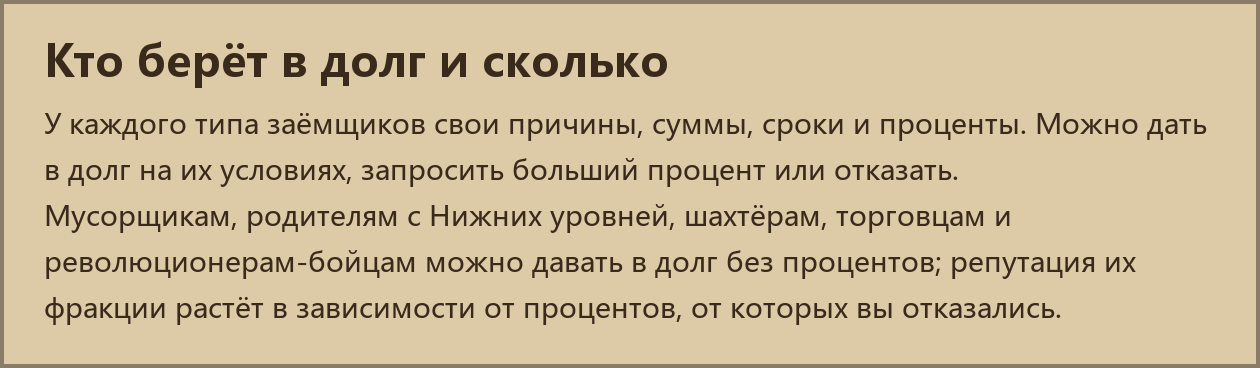 Кто берёт в долг и сколько
У каждого типа заёмщиков свои причины, суммы, сроки и проценты. Можно дать
в долг на их условиях, запросить больший процент или отказать.
Мусорщикам, родителям с Нижних уровней, шахтёрам, торговцам и
революционерам-бойцам можно давать в долг без процентов; репутация их
фракции растёт в зависимости от процентов, от которых вы отказались.